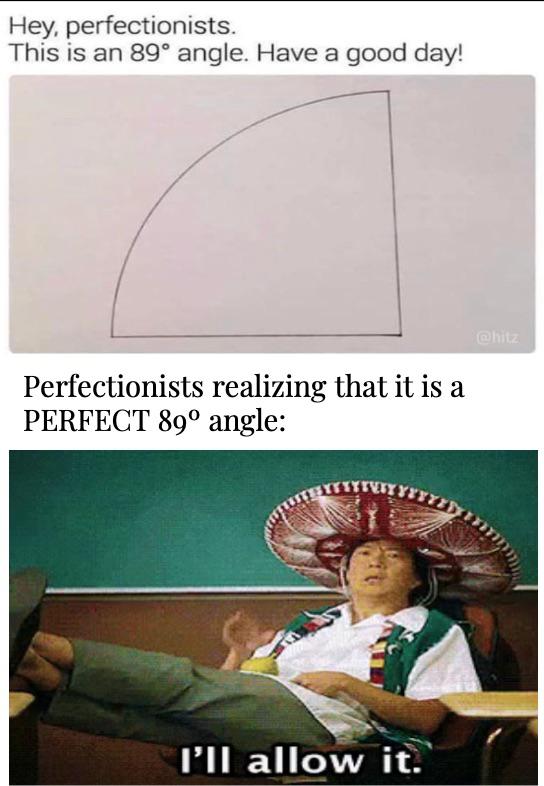 Hey, perfectionists.
This is an 89° angle. Have a good day!
@hitz
Perfectionists realizing that it is a
PERFECT 89º angle:
I'll allow it.